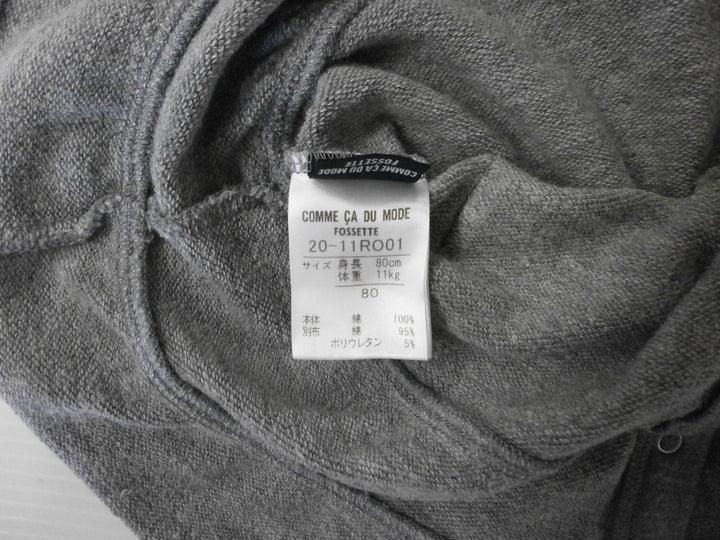 COMME ÇA DU MODE
FOSSETTE
COMME ÇA DU MODE
FOSSETTE
20-11RO01
サイズ 身長 80cm
体重 11kg
80
本体 綿 100%
別布 綿 95%
ポリウレタン 5%